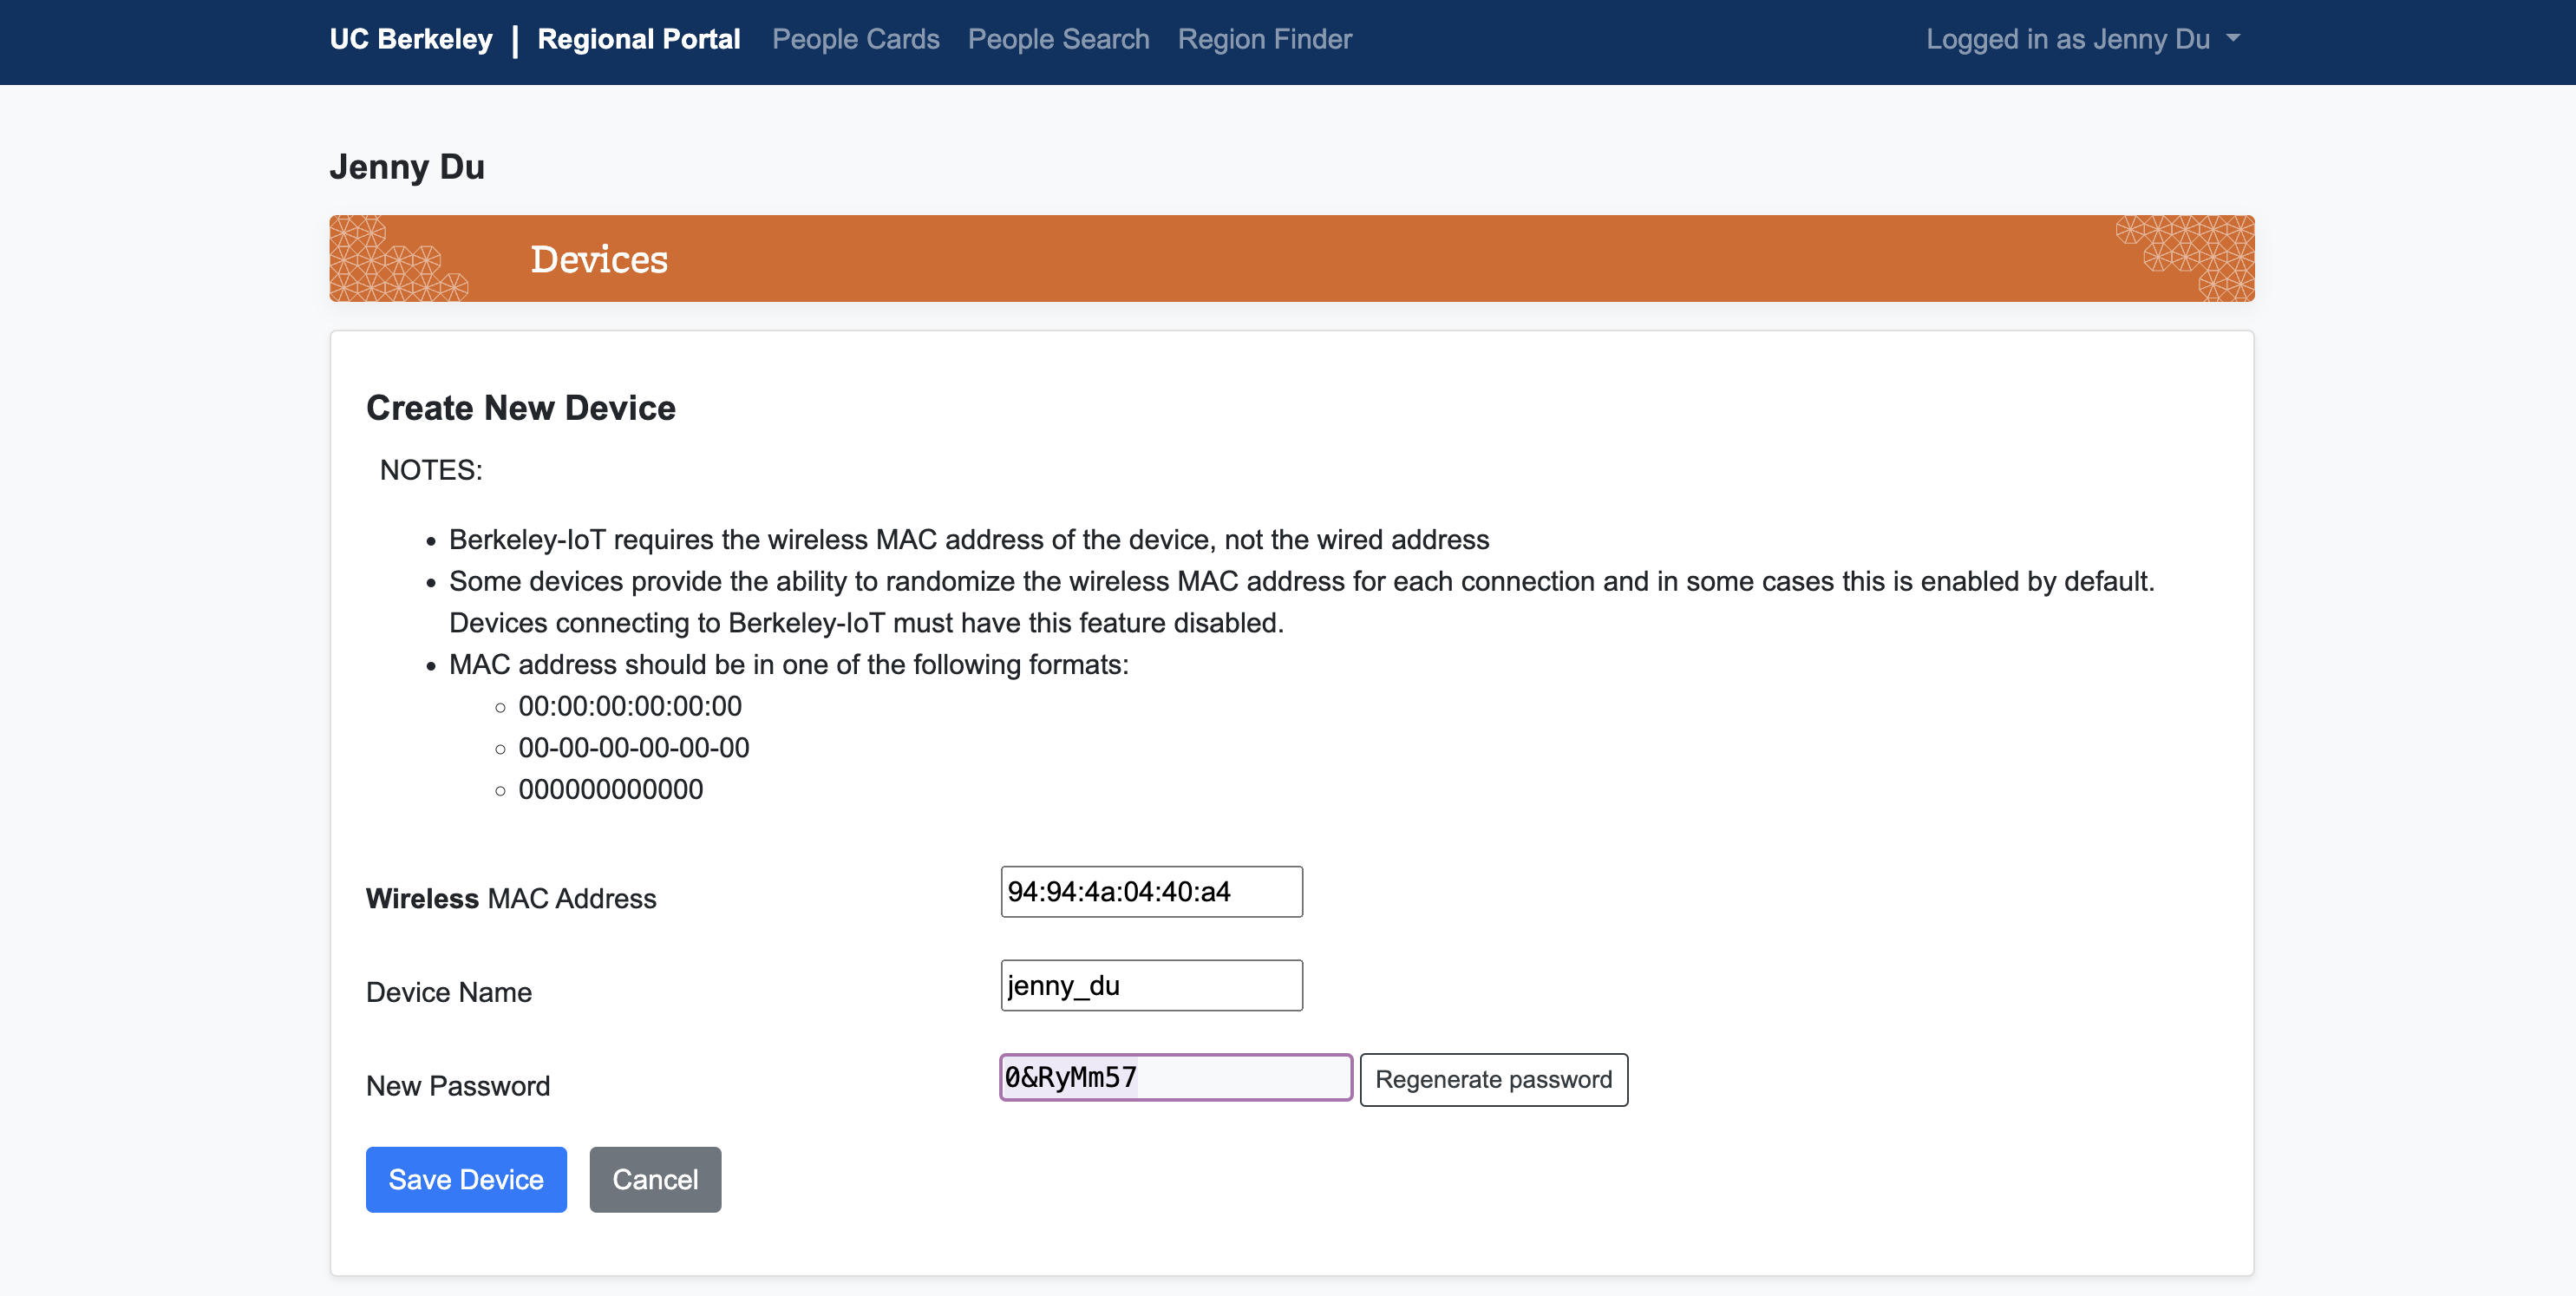 UC Berkeley | Regional Portal People Cards People Search Region Finder Logged in as Jenny Du
Jenny Du
Devices
Create New Device
NOTES:
• Berkeley-IoT requires the wireless MAC address of the device, not the wired address
• Some devices provide the ability to randomize the wireless MAC address for each connection and in some cases this is enabled by default.
Devices connecting to Berkeley-IoT must have this feature disabled.
• MAC address should be in one of the following formats:
◦ 00:00:00:00:00:00
◦ 00-00-00-00-00-00
◦ 000000000000
Wireless MAC Address 94:94:4a:04:40:a4
Device Name jenny_du
New Password 0&RyMm57 Regenerate password
Save Device Cancel